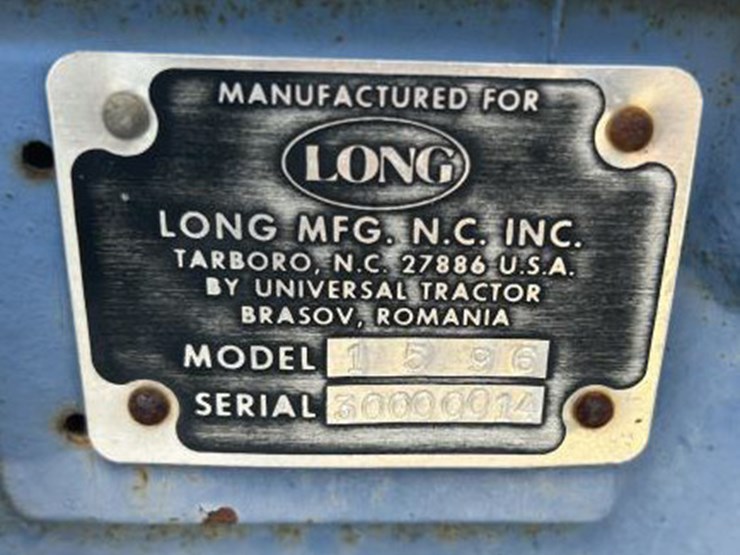 MANUFACTURED FOR
LONG
LONG MFG. N.C. INC.
TARBORO, N.C. 27886 U.S.A.
BY UNIVERSAL TRACTOR
BRASOV, ROMANIA
MODEL 1596
SERIAL 30000014